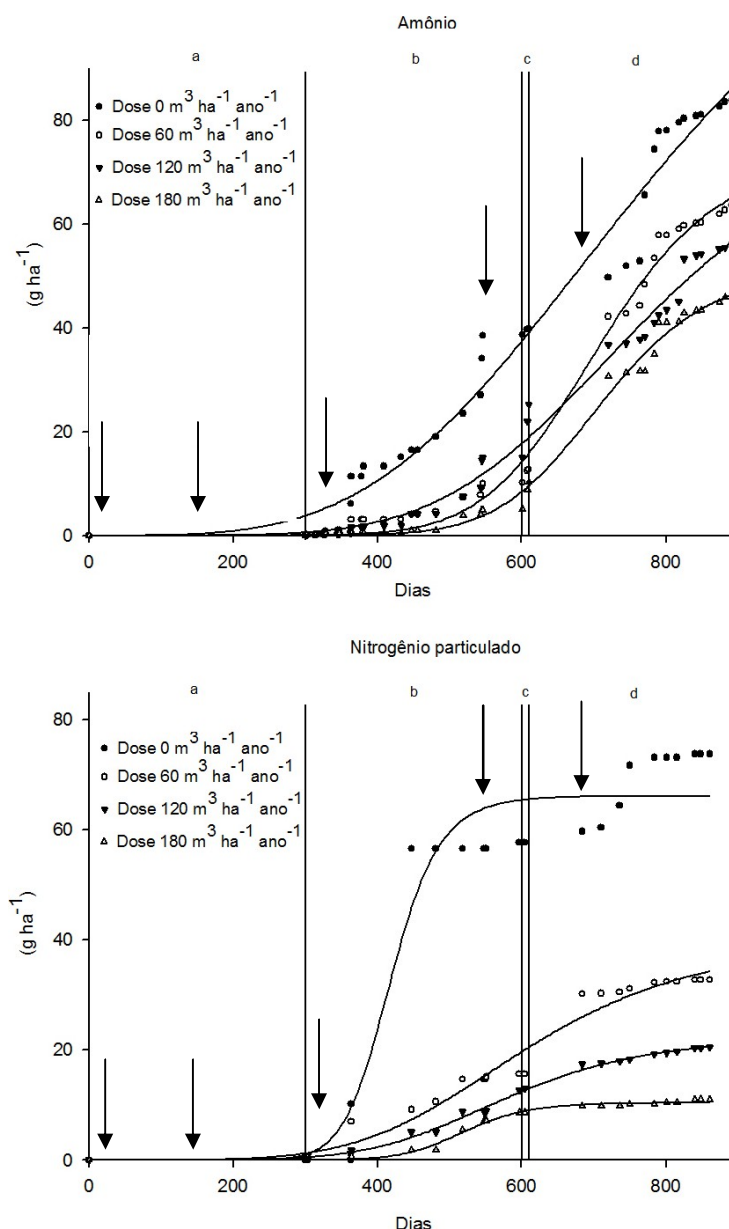 Amônio
a b c d
Dose 0 m³ ha⁻¹ ano⁻¹
Dose 60 m³ ha⁻¹ ano⁻¹
Dose 120 m³ ha⁻¹ ano⁻¹
Dose 180 m³ ha⁻¹ ano⁻¹
80
60
40
20
0
(g ha⁻¹)
0 200 400 600 800
Dias
Nitrogênio particulado
a b c d
Dose 0 m³ ha⁻¹ ano⁻¹
Dose 60 m³ ha⁻¹ ano⁻¹
Dose 120 m³ ha⁻¹ ano⁻¹
Dose 180 m³ ha⁻¹ ano⁻¹
80
60
40
20
0
(g ha⁻¹)
0 200 400 600 800
Dias